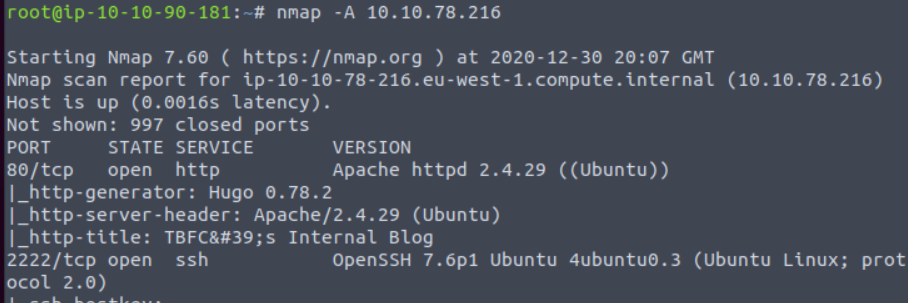 root@ip-10-10-90-181:~# nmap -A 10.10.78.216
Starting Nmap 7.60 ( https://nmap.org ) at 2020-12-30 20:07 GMT
Nmap scan report for ip-10-10-78-216.eu-west-1.compute.internal (10.10.78.216)
Host is up (0.0016s latency).
Not shown: 997 closed ports
PORT     STATE SERVICE       VERSION
80/tcp   open  http          Apache httpd 2.4.29 ((Ubuntu))
|_http-generator: Hugo 0.78.2
|_http-server-header: Apache/2.4.29 (Ubuntu)
|_http-title: TBFC&#39;s Internal Blog
2222/tcp open  ssh           OpenSSH 7.6p1 Ubuntu 4ubuntu0.3 (Ubuntu Linux; prot
ocol 2.0)
| ssh-hostkey: